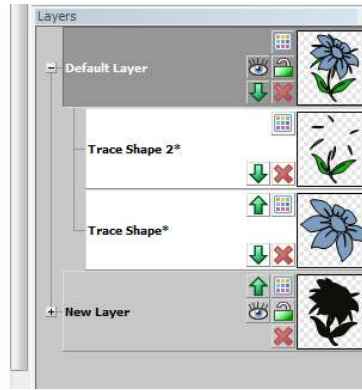 Layers
Default Layer
Trace Shape 2*
Trace Shape*
New Layer